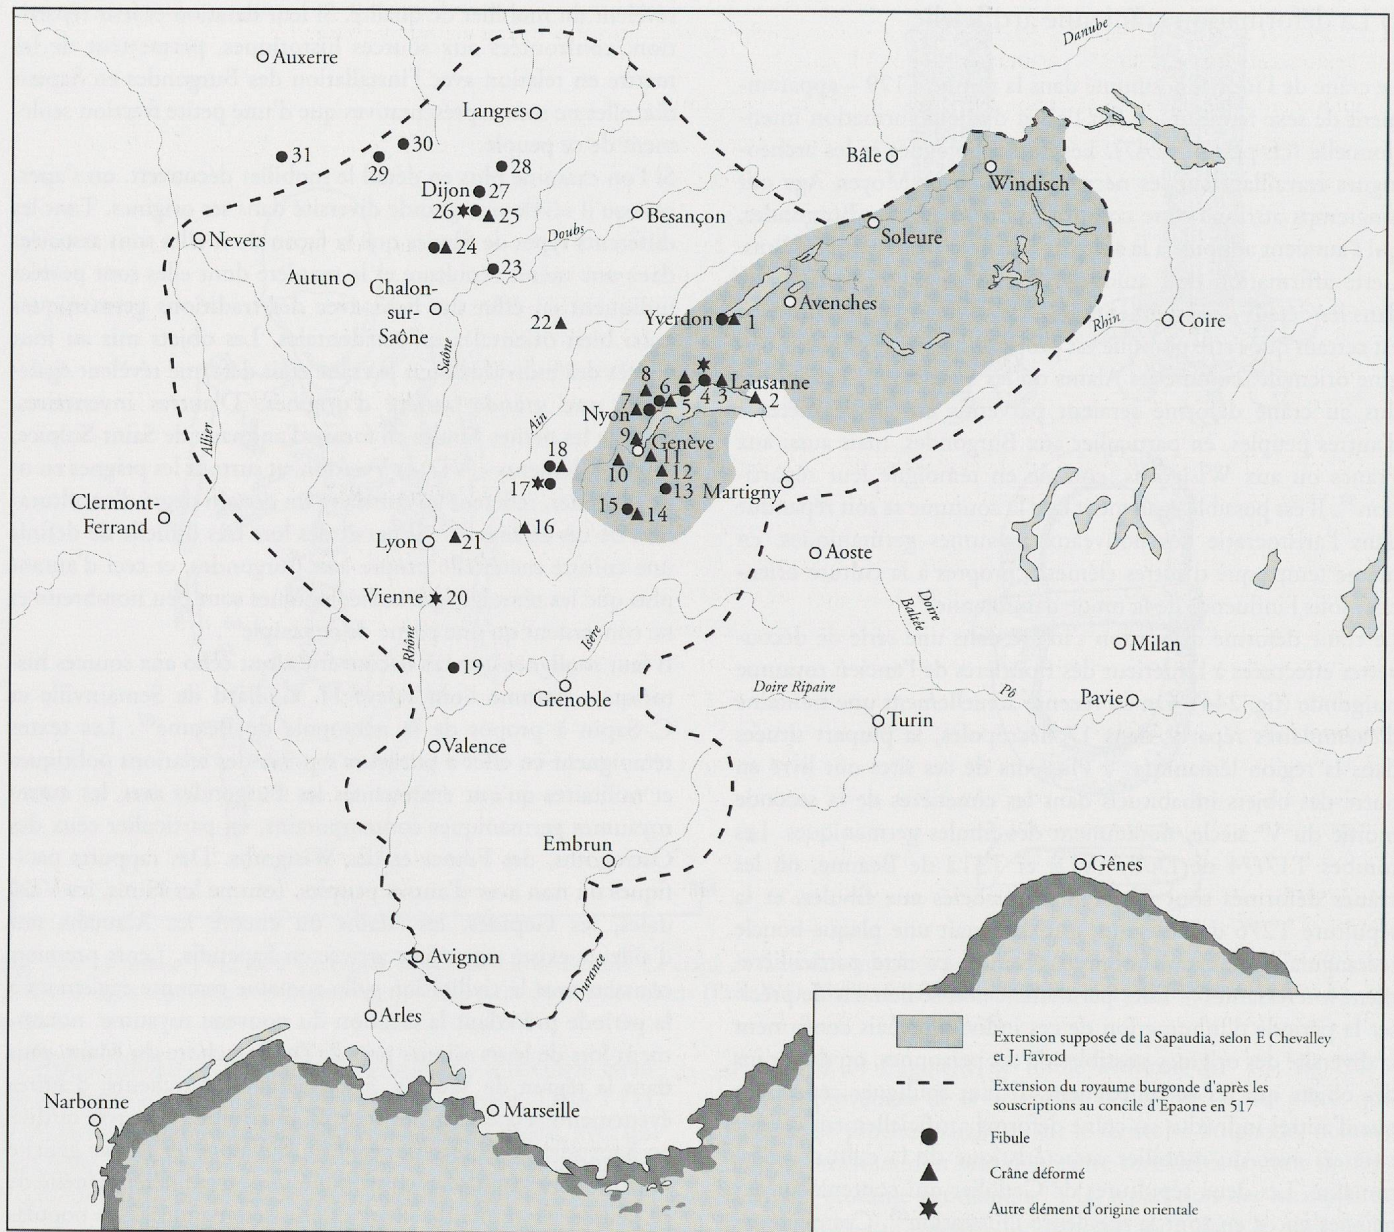 Danube
Auxerre
Langres
Bâle
Windisch
31
30
29
28
Dijon
27
26
25
Besançon
Soleure
Nevers
24
Doubs
23
Autun
Chalon-
sur-
Saône
Avenches
22
Yverdon
1
Rhin
Coire
Saône
Lausanne
8
6
7
5
4
3
2
Nyon
Allier
Ain
9
Genève
18
10
11
12
17
13
Martigny
15
14
Clermont-
Ferrand
16
Lyon
21
Aoste
Vienne
20
Doire
Baltée
Rhône
Isère
Milan
19
Grenoble
Doire Ripaire
Pô
Pavie
Turin
Valence
Embrun
Gênes
Avignon
Durance
Arles
Narbonne
Marseille
Extension supposée de la Sapaudia, selon F. Chevalley
et J. Favrod
Extension du royaume burgonde d'après les
souscriptions au concile d'Epaone en 517
Fibule
Crâne déformé
Autre élément d'origine orientale